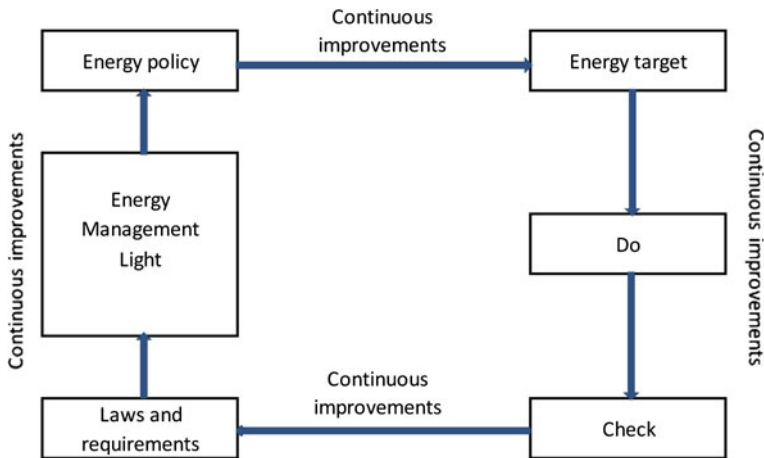 Continuous
improvements
Energy policy
Energy target
Continuous improvements
Energy
Management
Light
Do
Continuous improvements
Continuous
improvements
Laws and
requirements
Check